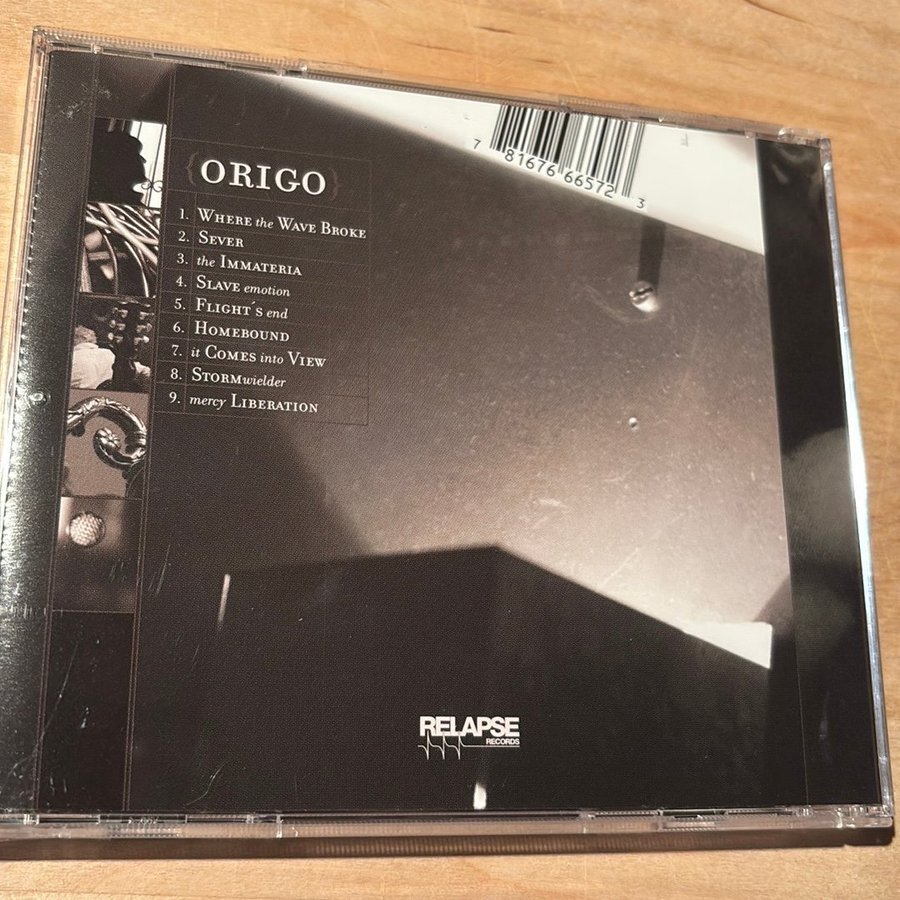 {ORIGO}
1. WHERE the WAVE BROKE
2. SEVER
3. the IMMATERIA
4. SLAVE emotion
5. FLIGHT´s end
6. HOMEBOUND
7. it COMES into VIEW
8. STORMwielder
9. mercy LIBERATION
7 81676 66572 3
RELAPSE
RECORDS